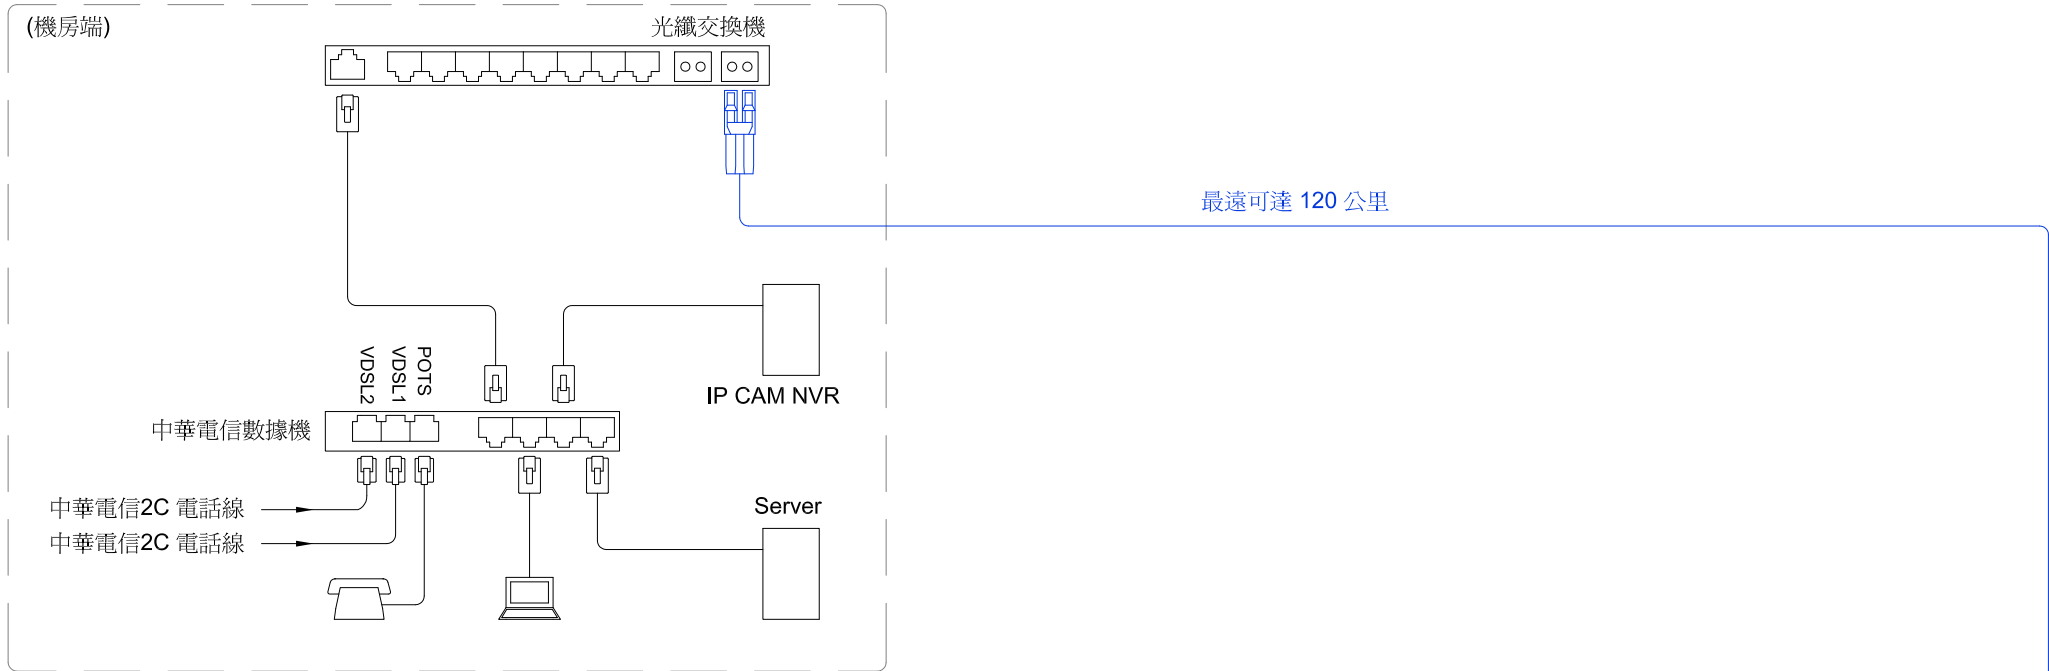 (機房端)
光纖交換機
最遠可達 120 公里
VDSL2
VDSL1
POTS
IP CAM NVR
中華電信數據機
中華電信2C 電話線
中華電信2C 電話線
Server